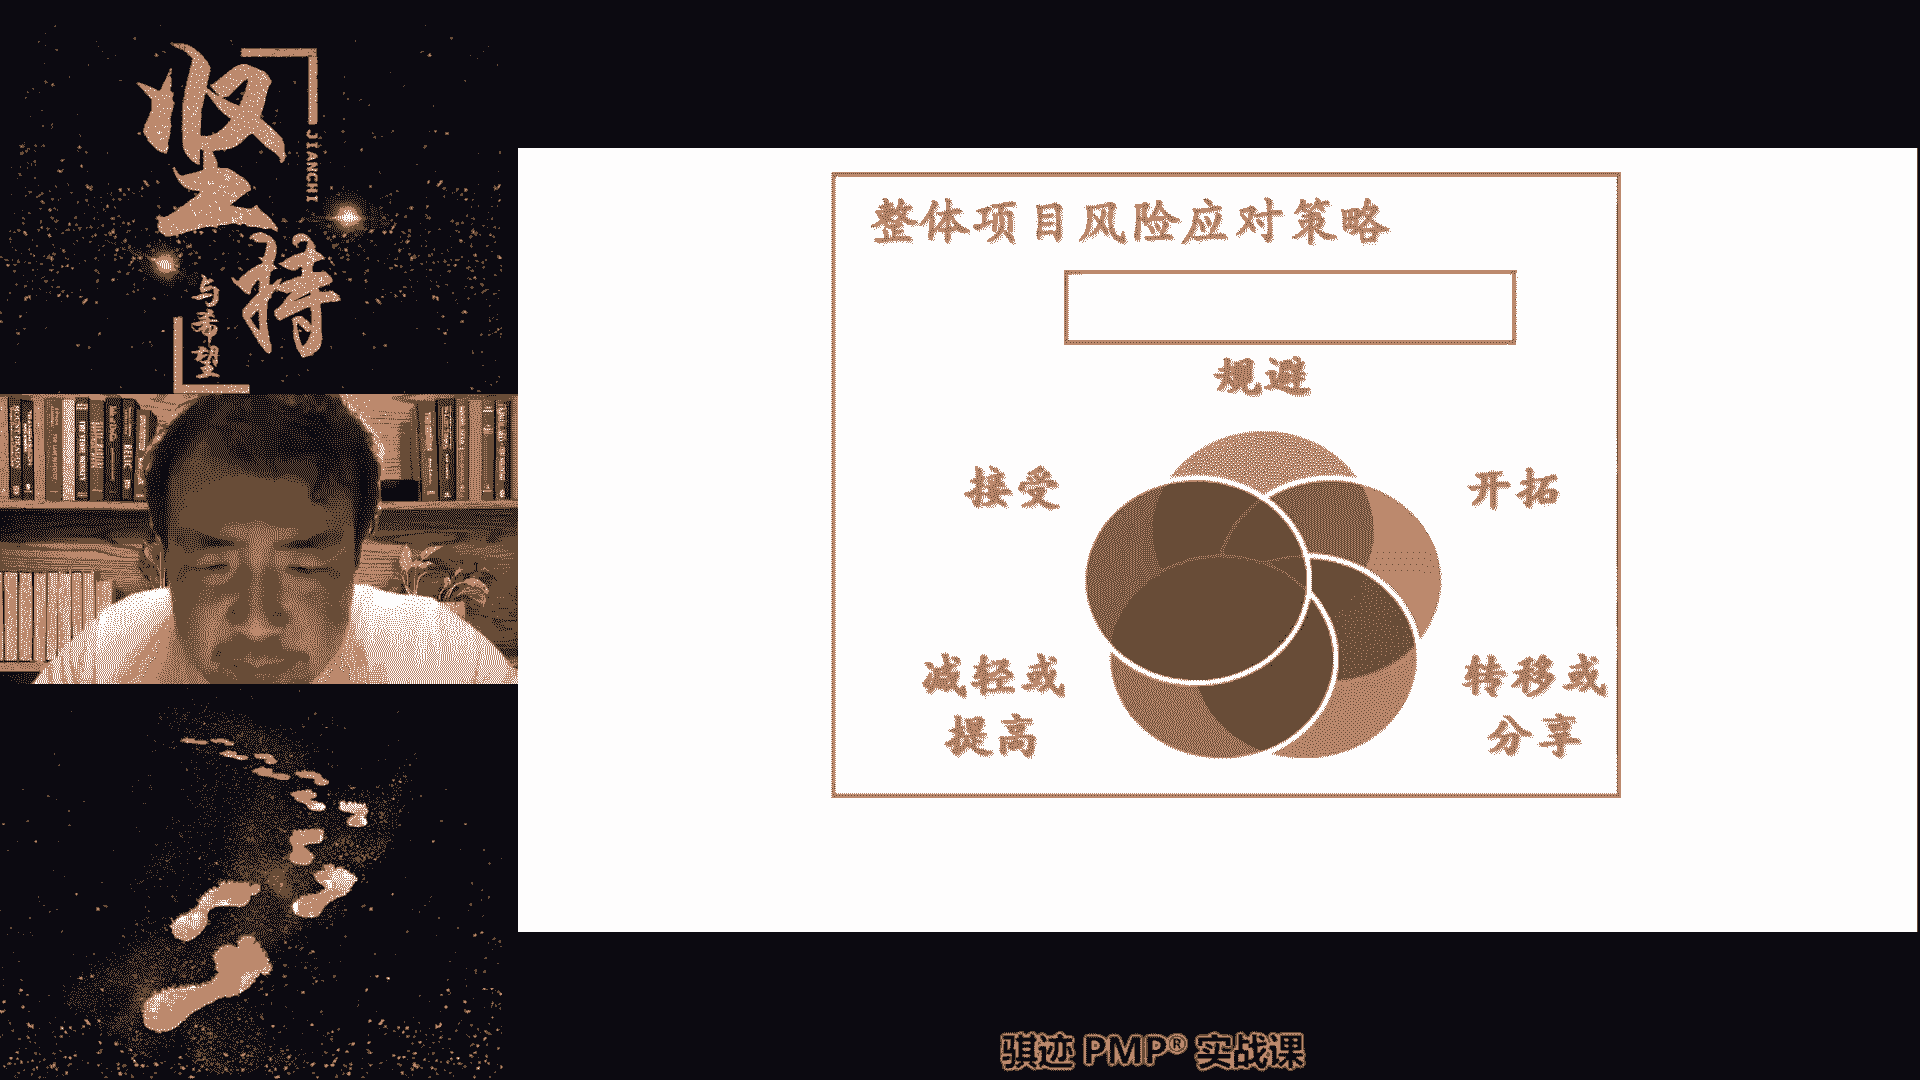 坚持
JIANCHI
与希望
整体项目风险应对策略
规避
接受
开拓
减轻或
提高
转移或
分享
骐迹 PMP® 实战课